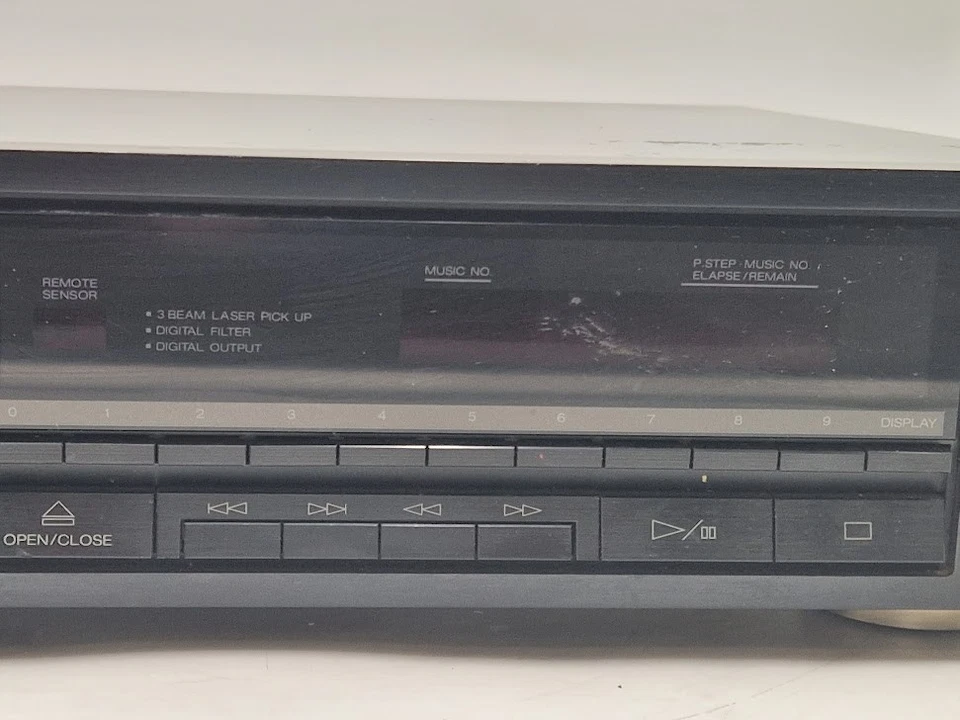 REMOTE
SENSOR
▪ 3 BEAM LASER PICK UP
▪ DIGITAL FILTER
▪ DIGITAL OUTPUT
MUSIC NO.
P.STEP · MUSIC NO.
ELAPSE/REMAIN
0 1 2 3 4 5 6 7 8 9 DISPLAY
OPEN/CLOSE